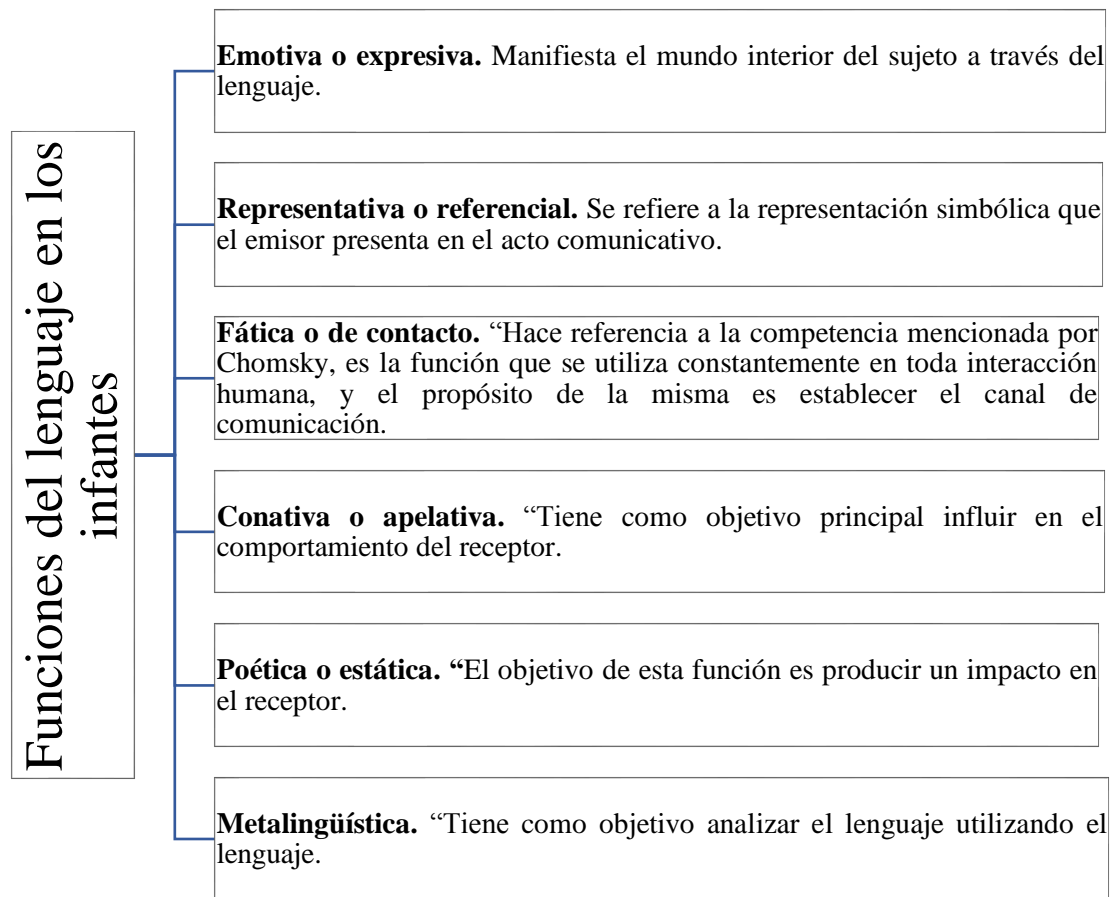 Funciones del lenguaje en los
infantes
Emotiva o expresiva. Manifiesta el mundo interior del sujeto a través del
lenguaje.
Representativa o referencial. Se refiere a la representación simbólica que
el emisor presenta en el acto comunicativo.
Fática o de contacto. “Hace referencia a la competencia mencionada por
Chomsky, es la función que se utiliza constantemente en toda interacción
humana, y el propósito de la misma es establecer el canal de
comunicación.
Conativa o apelativa. “Tiene como objetivo principal influir en el
comportamiento del receptor.
Poética o estática. “El objetivo de esta función es producir un impacto en
el receptor.
Metalingüística. “Tiene como objetivo analizar el lenguaje utilizando el
lenguaje.